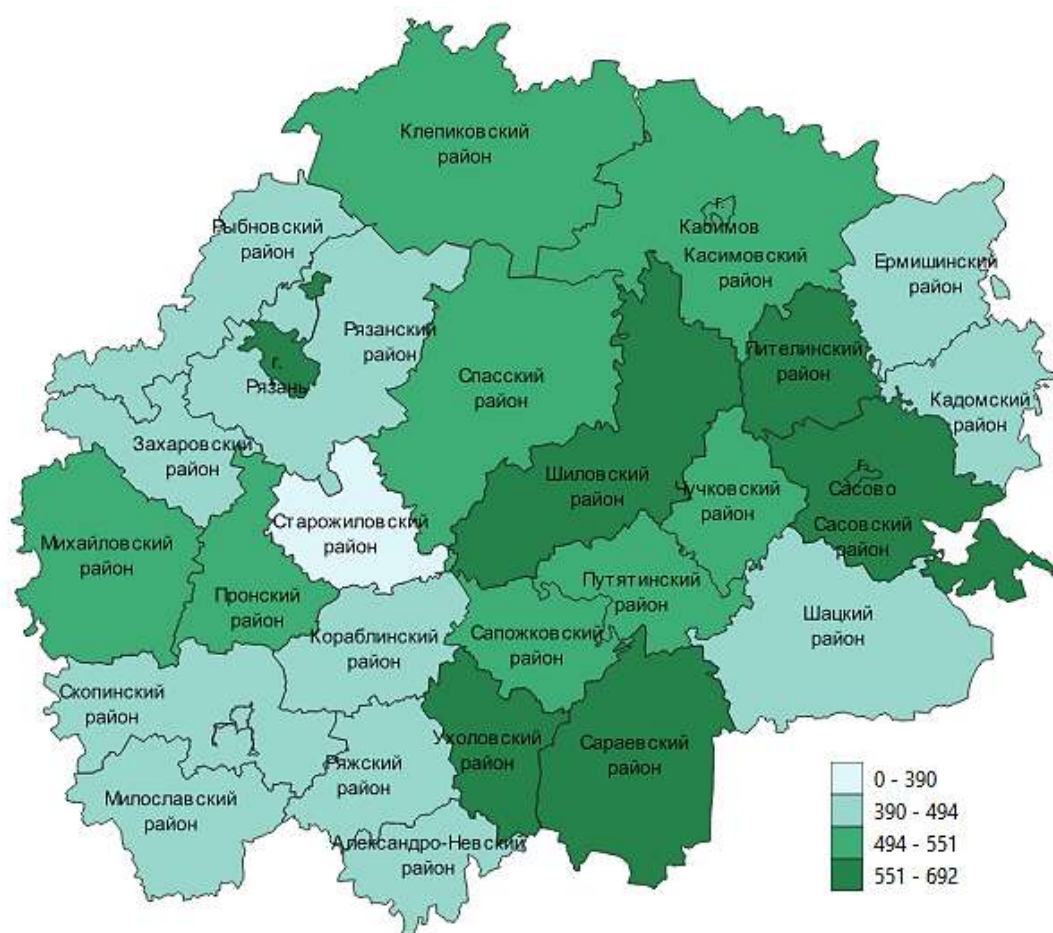 Клепиковский
район
г.
Касимов
Касимовский
район
Рыбновский
район
Ермишинский
район
Рязанский
район
г.
Рязань
Спасский
район
Пителинский
район
Кадомский
район
Захаровский
район
Шиловский
район
Чучковский
район
г.
Сасово
Сасовский
район
Михайловский
район
Старожиловский
район
Пронский
район
Путятинский
район
Кораблинский
район
Сапожковский
район
Шацкий
район
Скопинский
район
Ухоловский
район
Сараевский
район
Ряжский
район
Милославский
район
Александро-Невский
район
0 - 390
390 - 494
494 - 551
551 - 692